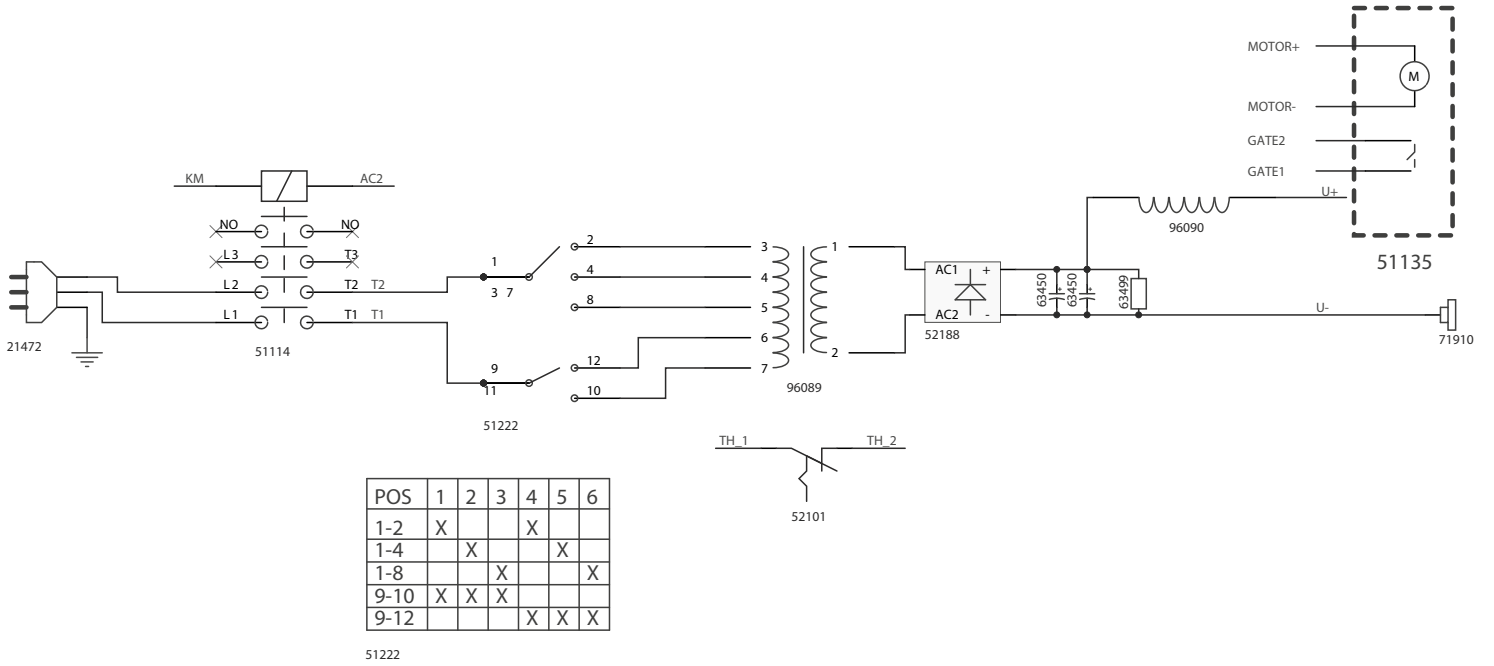 MOTOR+
M
MOTOR-
GATE2
GATE1
U+
51135
KM
AC2
NO
NO
L3
T3
L2
T2
T2
L1
T1
T1
21472
51114
1
3 7
2
4
8
9
11
12
10
51222
3
4
5
6
7
1
2
96089
AC1
+
AC2
-
52188
63450
63450
63499
96090
U-
71910
TH_1
TH_2
52101
POS 1 2 3 4 5 6
1-2 X X
1-4 X X
1-8 X X
9-10 X X X
9-12 X X X
51222